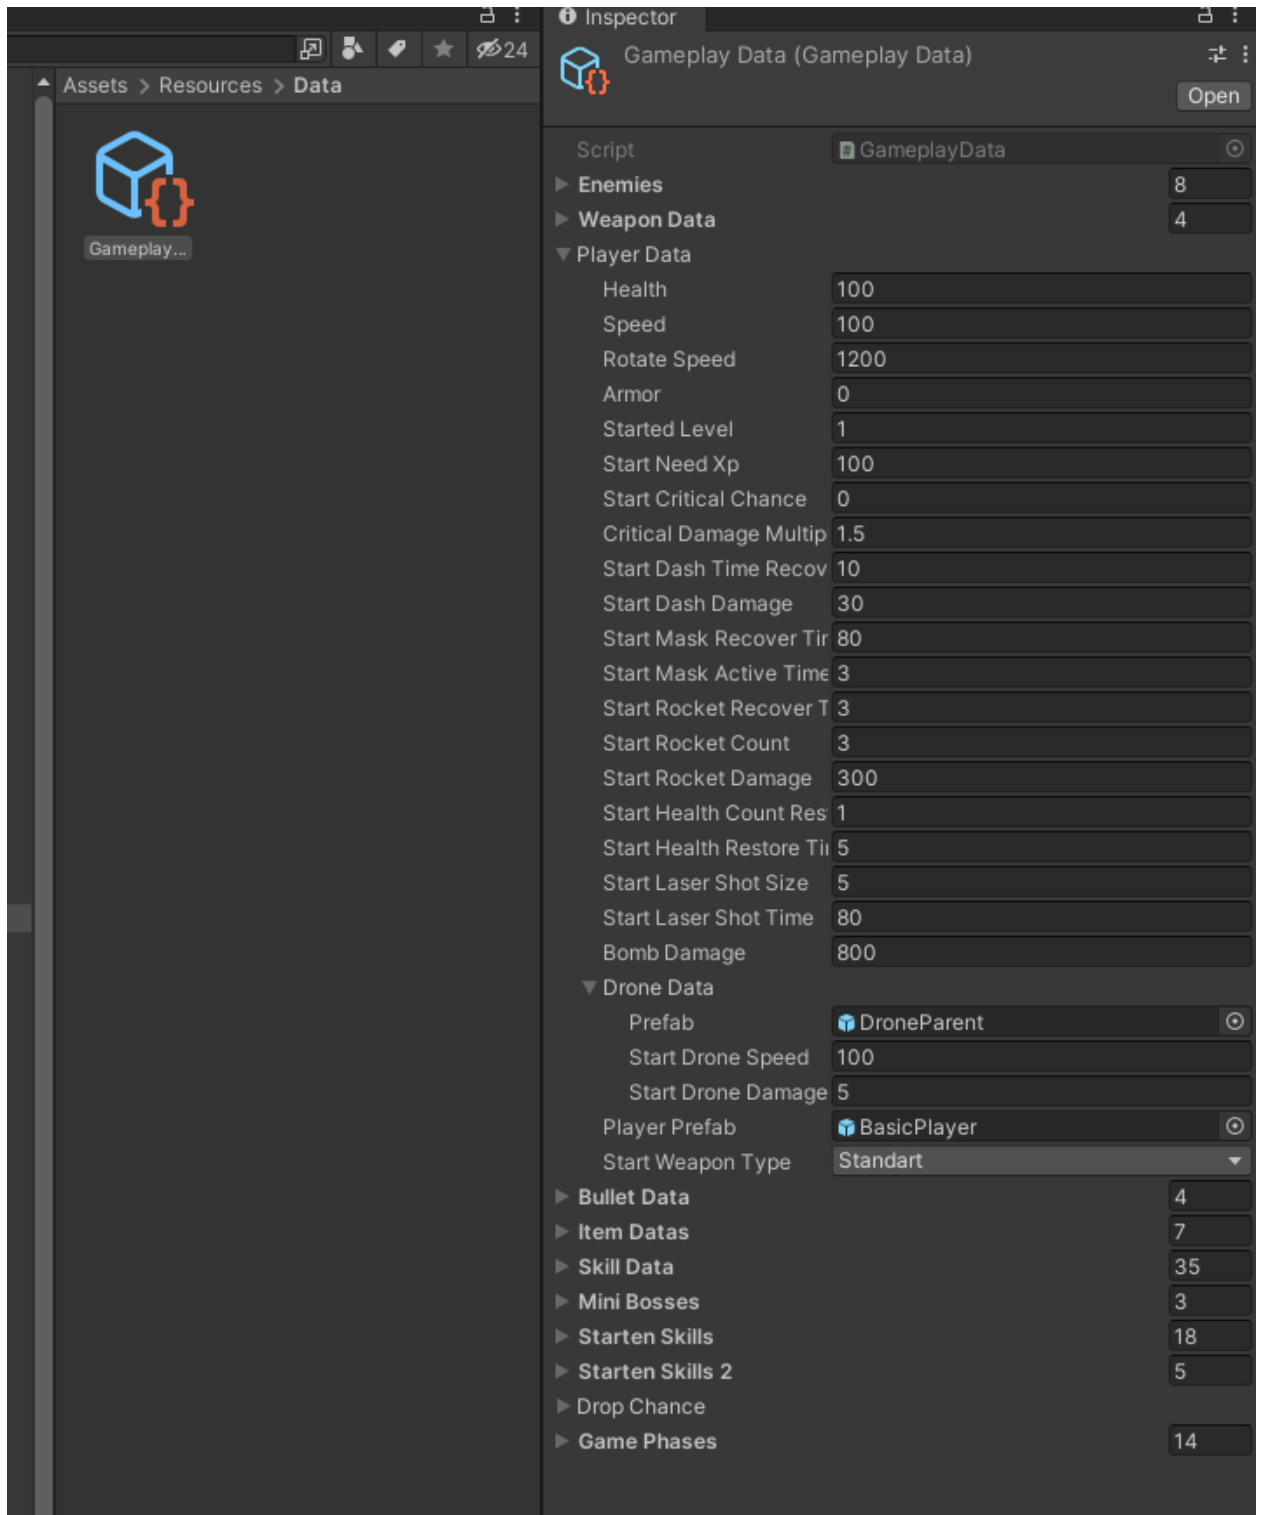 24
Assets > Resources > Data
Gameplay...
Inspector
Gameplay Data (Gameplay Data)
Open
Script GameplayData
Enemies 8
Weapon Data 4
Player Data
Health 100
Speed 100
Rotate Speed 1200
Armor 0
Started Level 1
Start Need Xp 100
Start Critical Chance 0
Critical Damage Multip 1.5
Start Dash Time Recov 10
Start Dash Damage 30
Start Mask Recover Tir 80
Start Mask Active Time 3
Start Rocket Recover T 3
Start Rocket Count 3
Start Rocket Damage 300
Start Health Count Res 1
Start Health Restore Ti 5
Start Laser Shot Size 5
Start Laser Shot Time 80
Bomb Damage 800
Drone Data
Prefab DroneParent
Start Drone Speed 100
Start Drone Damage 5
Player Prefab BasicPlayer
Start Weapon Type Standart
Bullet Data 4
Item Datas 7
Skill Data 35
Mini Bosses 3
Starten Skills 18
Starten Skills 2 5
Drop Chance
Game Phases 14